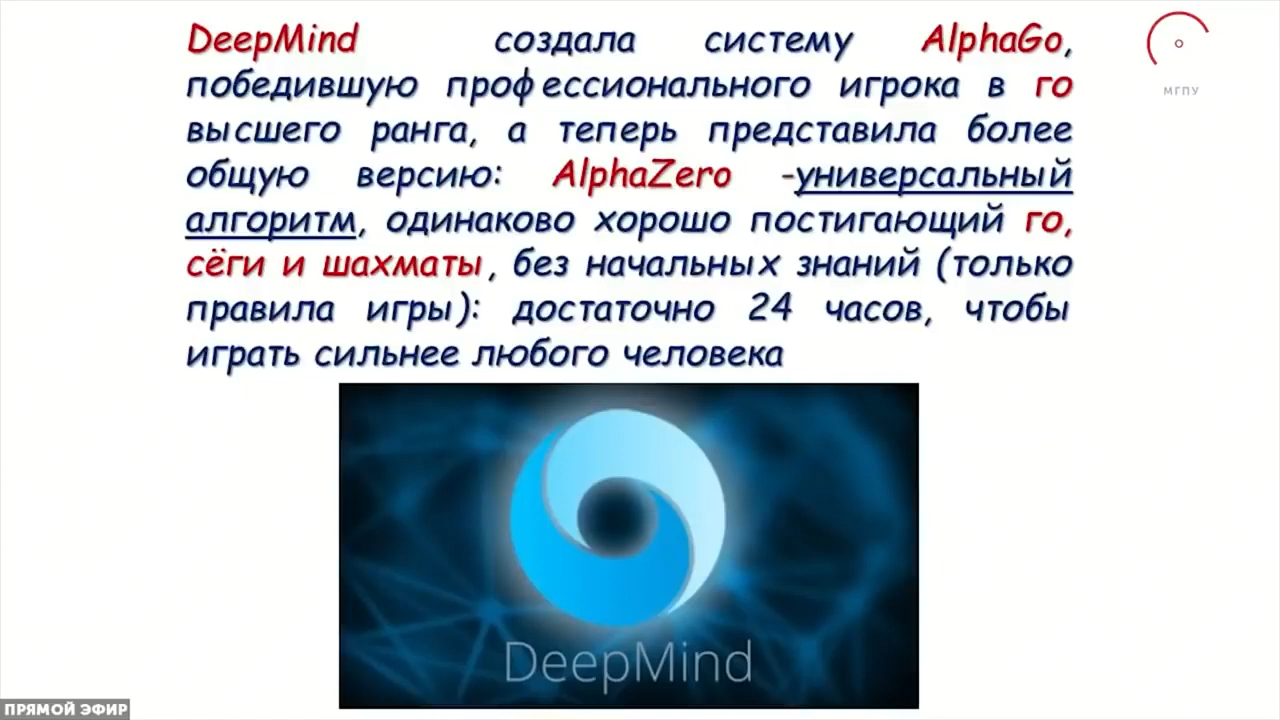 DeepMind создала систему AlphaGo,
победившую профессионального игрока в го
высшего ранга, а теперь представила более
общую версию: AlphaZero -универсальный
алгоритм, одинаково хорошо постигающий го,
сёги и шахматы, без начальных знаний (только
правила игры): достаточно 24 часов, чтобы
играть сильнее любого человека
МГПУ
DeepMind
ПРЯМОЙ ЭФИР